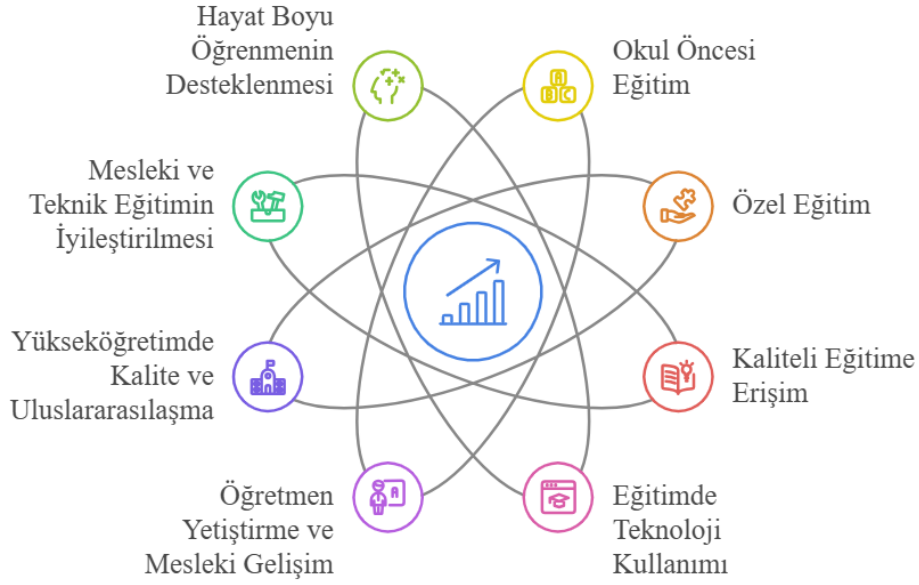 Hayat Boyu
Öğrenmenin
Desteklenmesi
Okul Öncesi
Eğitim
A
B C
Mesleki ve
Teknik Eğitimin
İyileştirilmesi
Özel Eğitim
Yükseköğretimde
Kalite ve
Uluslararasılaşma
Kaliteli Eğitime
Erişim
Öğretmen
Yetiştirme ve
Mesleki Gelişim
A
Eğitimde
Teknoloji
Kullanımı